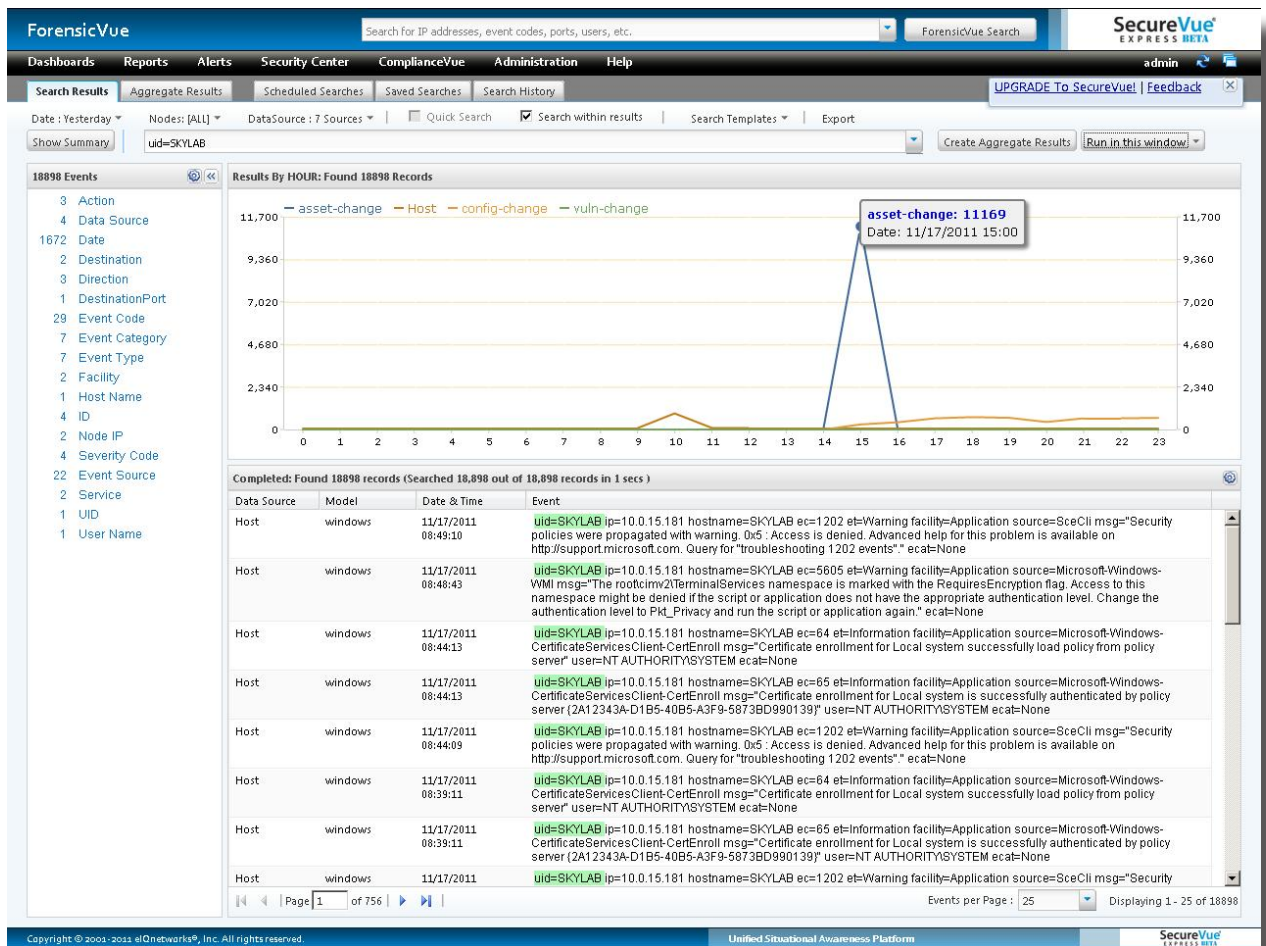 ForensicVue
Search for IP addresses, event codes, ports, users, etc.
ForensicVue Search
SecureVue®
EXPRESS BETA
Dashboards Reports Alerts Security Center ComplianceVue Administration Help
admin
Search Results Aggregate Results Scheduled Searches Saved Searches Search History
UPGRADE To SecureVue! | Feedback
Date : Yesterday Nodes: [ALL] DataSource : 7 Sources | Quick Search Search within results | Search Templates | Export
Show Summary uid=SKYLAB Create Aggregate Results Run in this window
18898 Events
3 Action
4 Data Source
1672 Date
2 Destination
3 Direction
1 DestinationPort
29 Event Code
7 Event Category
7 Event Type
2 Facility
1 Host Name
4 ID
2 Node IP
4 Severity Code
22 Event Source
2 Service
1 UID
1 User Name
Results By HOUR: Found 18898 Records
asset-change Host config-change vuln-change
asset-change: 11169
Date: 11/17/2011 15:00
11,700 11,700
9,360 9,360
7,020 7,020
4,680 4,680
2,340 2,340
0 0
0 1 2 3 4 5 6 7 8 9 10 11 12 13 14 15 16 17 18 19 20 21 22 23
Completed: Found 18898 records (Searched 18,898 out of 18,898 records in 1 secs )
Data Source Model Date & Time Event
Host windows 11/17/2011 08:49:10
uid=SKYLAB ip=10.0.15.181 hostname=SKYLAB ec=1202 et=Warning facility=Application source=SceCli msg="Security
policies were propagated with warning. 0x5 : Access is denied. Advanced help for this problem is available on
http://support.microsoft.com. Query for "troubleshooting 1202 events"." ecat=None
Host windows 11/17/2011 08:48:43
uid=SKYLAB ip=10.0.15.181 hostname=SKYLAB ec=5605 et=Warning facility=Application source=Microsoft-Windows-
WMI msg="The root\cimv2\TerminalServices namespace is marked with the RequiresEncryption flag. Access to this
namespace might be denied if the script or application does not have the appropriate authentication level. Change the
authentication level to Pkt_Privacy and run the script or application again." ecat=None
Host windows 11/17/2011 08:44:13
uid=SKYLAB ip=10.0.15.181 hostname=SKYLAB ec=64 et=Information facility=Application source=Microsoft-Windows-
CertificateServicesClient-CertEnroll msg="Certificate enrollment for Local system successfully load policy from policy
server" user=NT AUTHORITY\SYSTEM ecat=None
Host windows 11/17/2011 08:44:13
uid=SKYLAB ip=10.0.15.181 hostname=SKYLAB ec=65 et=Information facility=Application source=Microsoft-Windows-
CertificateServicesClient-CertEnroll msg="Certificate enrollment for Local system is successfully authenticated by policy
server {2A12343A-D1B5-40B5-A3F9-5873BD990139}" user=NT AUTHORITY\SYSTEM ecat=None
Host windows 11/17/2011 08:44:09
uid=SKYLAB ip=10.0.15.181 hostname=SKYLAB ec=1202 et=Warning facility=Application source=SceCli msg="Security
policies were propagated with warning. 0x5 : Access is denied. Advanced help for this problem is available on
http://support.microsoft.com. Query for "troubleshooting 1202 events"." ecat=None
Host windows 11/17/2011 08:39:11
uid=SKYLAB ip=10.0.15.181 hostname=SKYLAB ec=64 et=Information facility=Application source=Microsoft-Windows-
CertificateServicesClient-CertEnroll msg="Certificate enrollment for Local system successfully load policy from policy
server" user=NT AUTHORITY\SYSTEM ecat=None
Host windows 11/17/2011 08:39:11
uid=SKYLAB ip=10.0.15.181 hostname=SKYLAB ec=65 et=Information facility=Application source=Microsoft-Windows-
CertificateServicesClient-CertEnroll msg="Certificate enrollment for Local system is successfully authenticated by policy
server {2A12343A-D1B5-40B5-A3F9-5873BD990139}" user=NT AUTHORITY\SYSTEM ecat=None
Host windows 11/17/2011 uid=SKYLAB ip=10.0.15.181 hostname=SKYLAB ec=1202 et=Warning facility=Application source=SceCli msg="Security
Page 1 of 756 Events per Page : 25 Displaying 1 - 25 of 18898
Copyright © 2001-2011 eIQnetworks®, Inc. All rights reserved.
Unified Situational Awareness Platform
SecureVue®
EXPRESS BETA